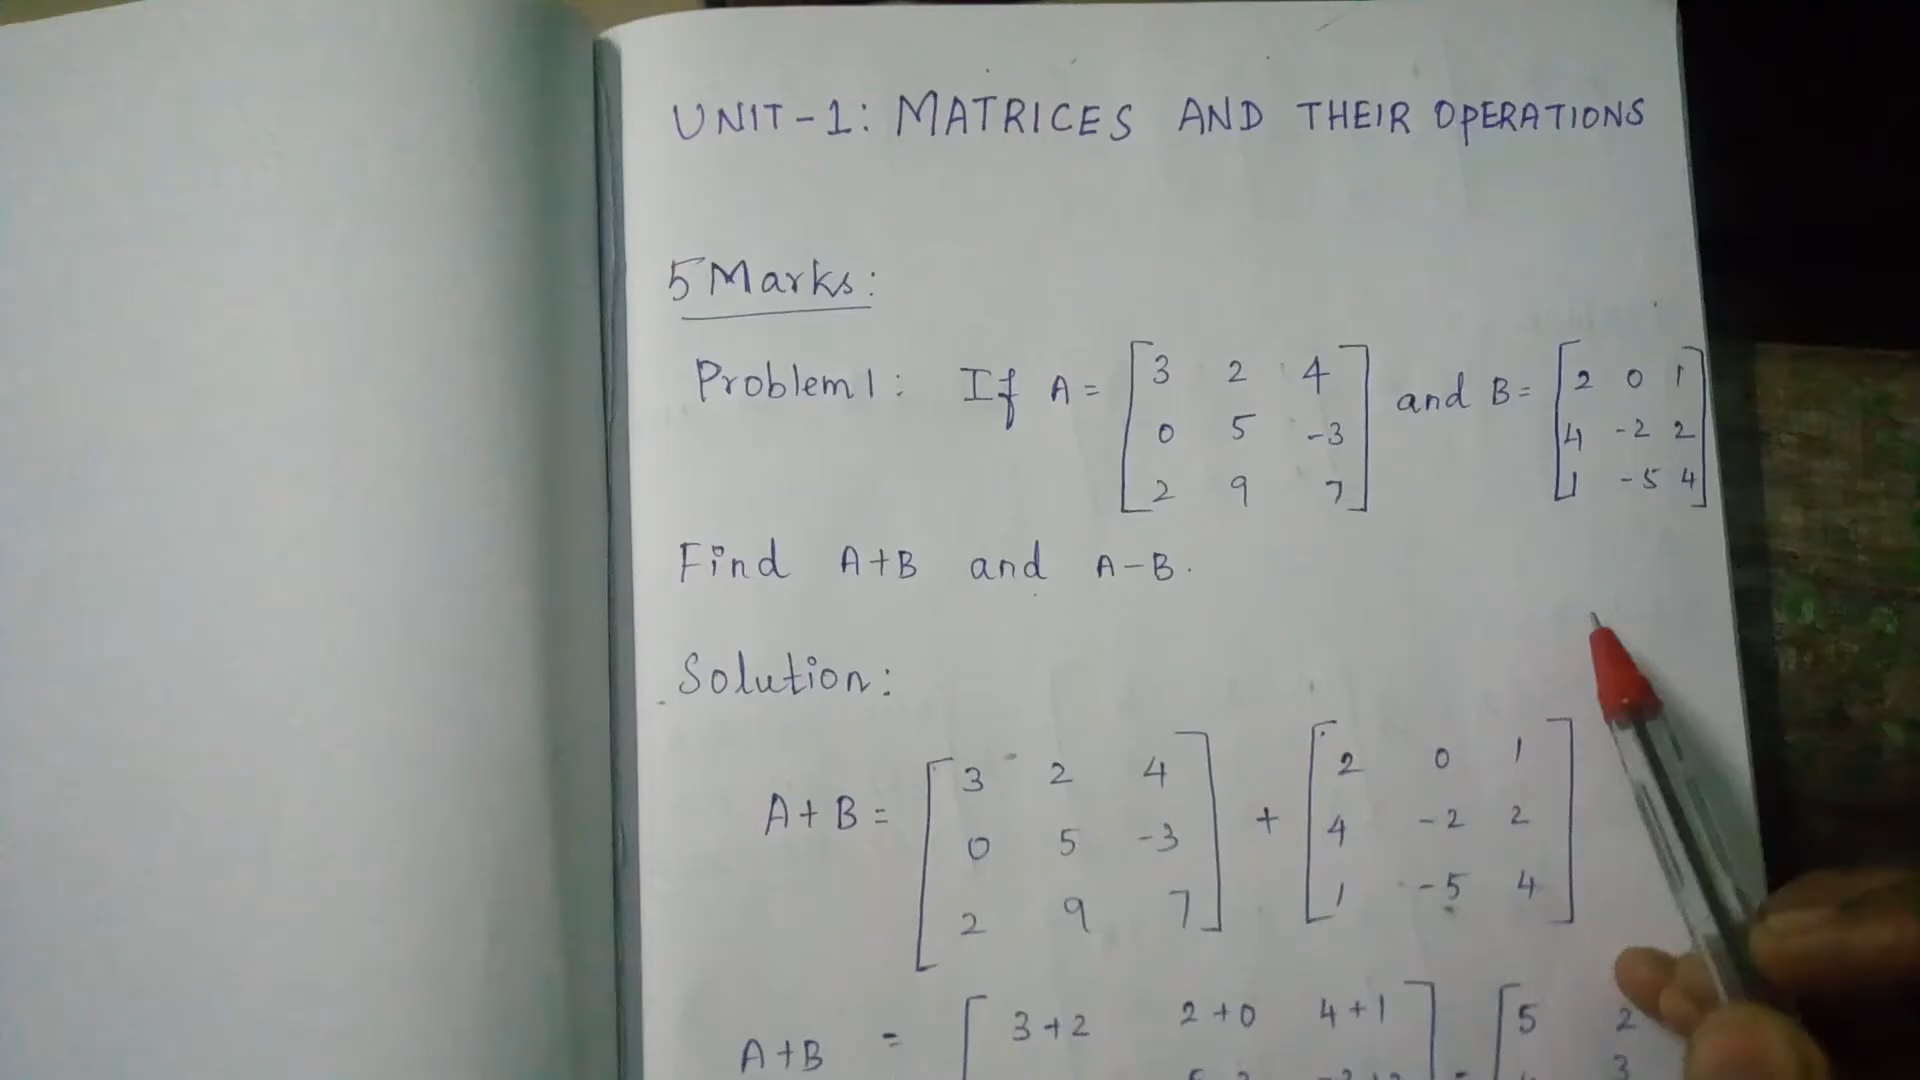 UNIT-1: MATRICES AND THEIR OPERATIONS
5 Marks:
Problem 1: If A = [3 2 4 and B = [2 0 1
0 5 -3 4 -2 2
2 9 7] 1 -5 4]
Find A+B and A-B.
Solution:
A+B = [3 2 4 + [2 0 1
0 5 -3 4 -2 2
2 9 7] 1 -5 4]
A+B = [3+2 2+0 4+1] = [5 2
3